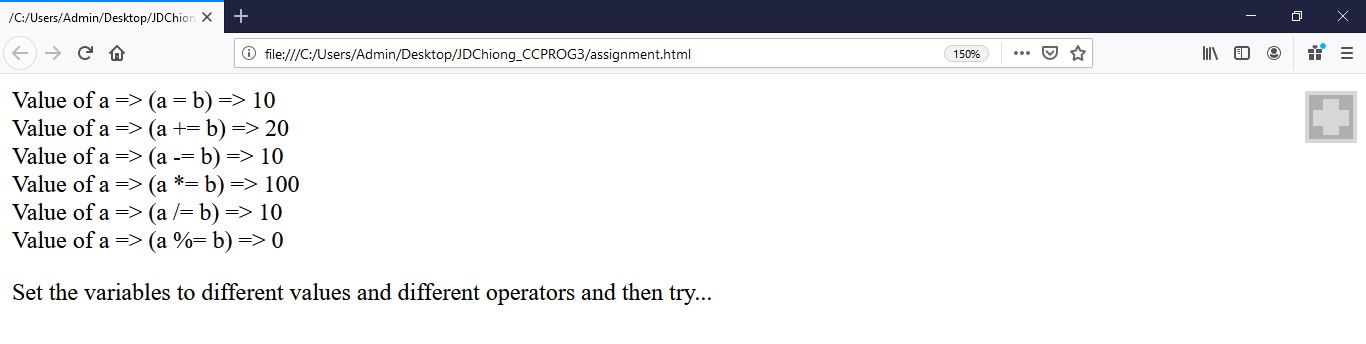 /C:/Users/Admin/Desktop/JDChion
file:///C:/Users/Admin/Desktop/JDChiong_CCPROG3/assignment.html
150%
Value of a => (a = b) => 10
Value of a => (a += b) => 20
Value of a => (a -= b) => 10
Value of a => (a *= b) => 100
Value of a => (a /= b) => 10
Value of a => (a %= b) => 0
Set the variables to different values and different operators and then try...